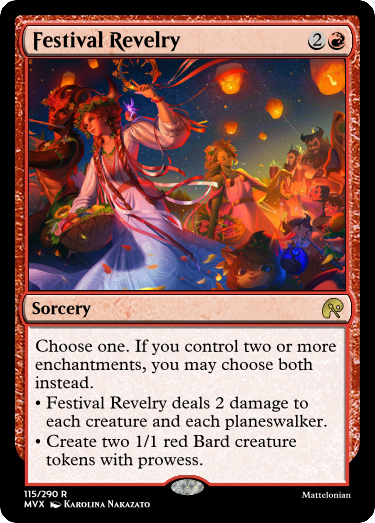 Festival Revelry 2
Sorcery
Choose one. If you control two or more
enchantments, you may choose both
instead.
• Festival Revelry deals 2 damage to
each creature and each planeswalker.
• Create two 1/1 red Bard creature
tokens with prowess.
115/290 R
MVX Karolina Nakazato
Mattelonian